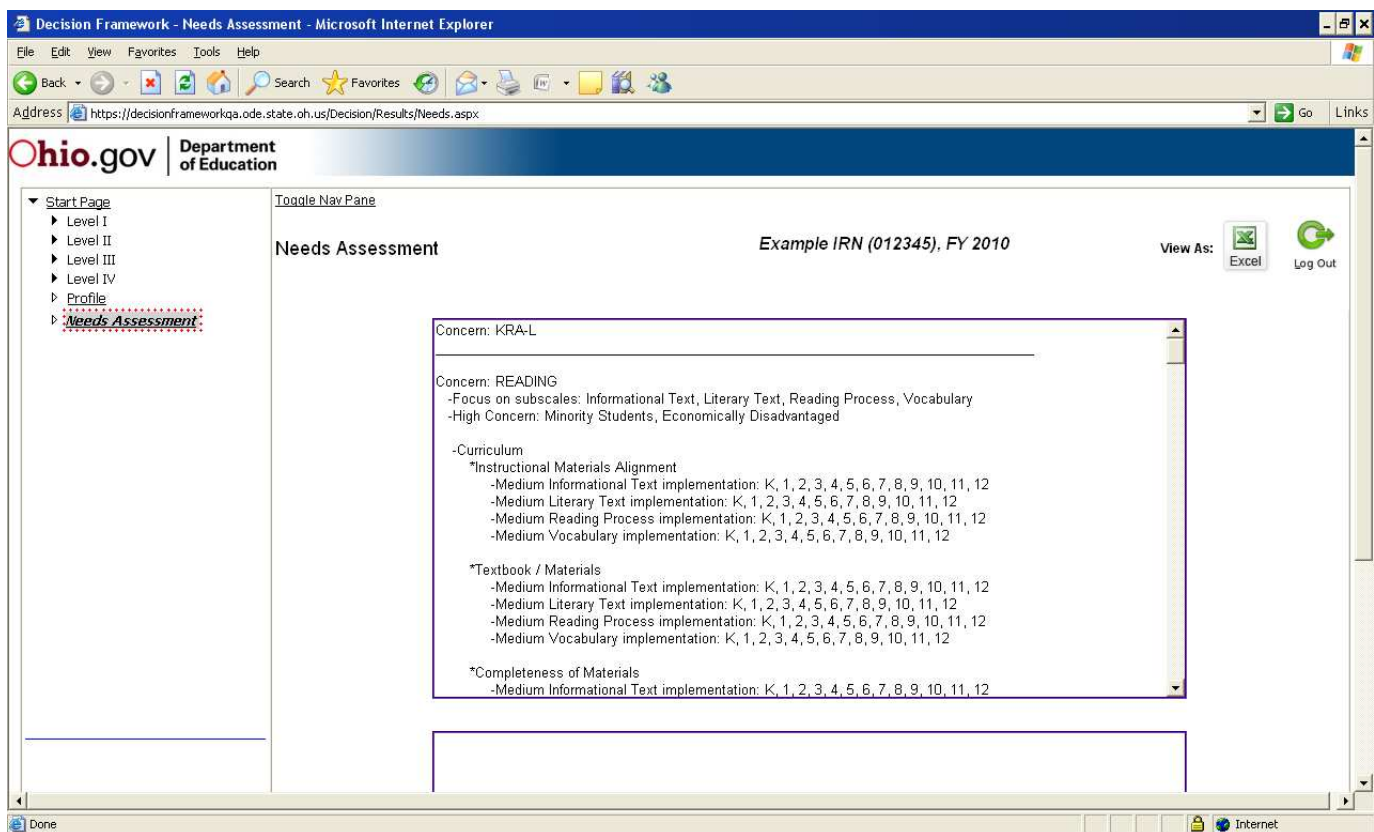 Decision Framework - Needs Assessment - Microsoft Internet Explorer
File Edit View Favorites Tools Help
Back Search Favorites
Address https://decisionframeworkqa.ode.state.oh.us/Decision/Results/Needs.aspx Go Links
Ohio.gov Department of Education
Start Page
Level I
Level II
Level III
Level IV
Profile
Needs Assessment
Toggle Nav Pane
Needs Assessment Example IRN (012345), FY 2010 View As: Excel Log Out
Concern: KRA-L
Concern: READING
-Focus on subscales: Informational Text, Literary Text, Reading Process, Vocabulary
-High Concern: Minority Students, Economically Disadvantaged
-Curriculum
*Instructional Materials Alignment
-Medium Informational Text implementation: K, 1, 2, 3, 4, 5, 6, 7, 8, 9, 10, 11, 12
-Medium Literary Text implementation: K, 1, 2, 3, 4, 5, 6, 7, 8, 9, 10, 11, 12
-Medium Reading Process implementation: K, 1, 2, 3, 4, 5, 6, 7, 8, 9, 10, 11, 12
-Medium Vocabulary implementation: K, 1, 2, 3, 4, 5, 6, 7, 8, 9, 10, 11, 12
*Textbook / Materials
-Medium Informational Text implementation: K, 1, 2, 3, 4, 5, 6, 7, 8, 9, 10, 11, 12
-Medium Literary Text implementation: K, 1, 2, 3, 4, 5, 6, 7, 8, 9, 10, 11, 12
-Medium Reading Process implementation: K, 1, 2, 3, 4, 5, 6, 7, 8, 9, 10, 11, 12
-Medium Vocabulary implementation: K, 1, 2, 3, 4, 5, 6, 7, 8, 9, 10, 11, 12
*Completeness of Materials
-Medium Informational Text implementation: K, 1, 2, 3, 4, 5, 6, 7, 8, 9, 10, 11, 12
Done Internet